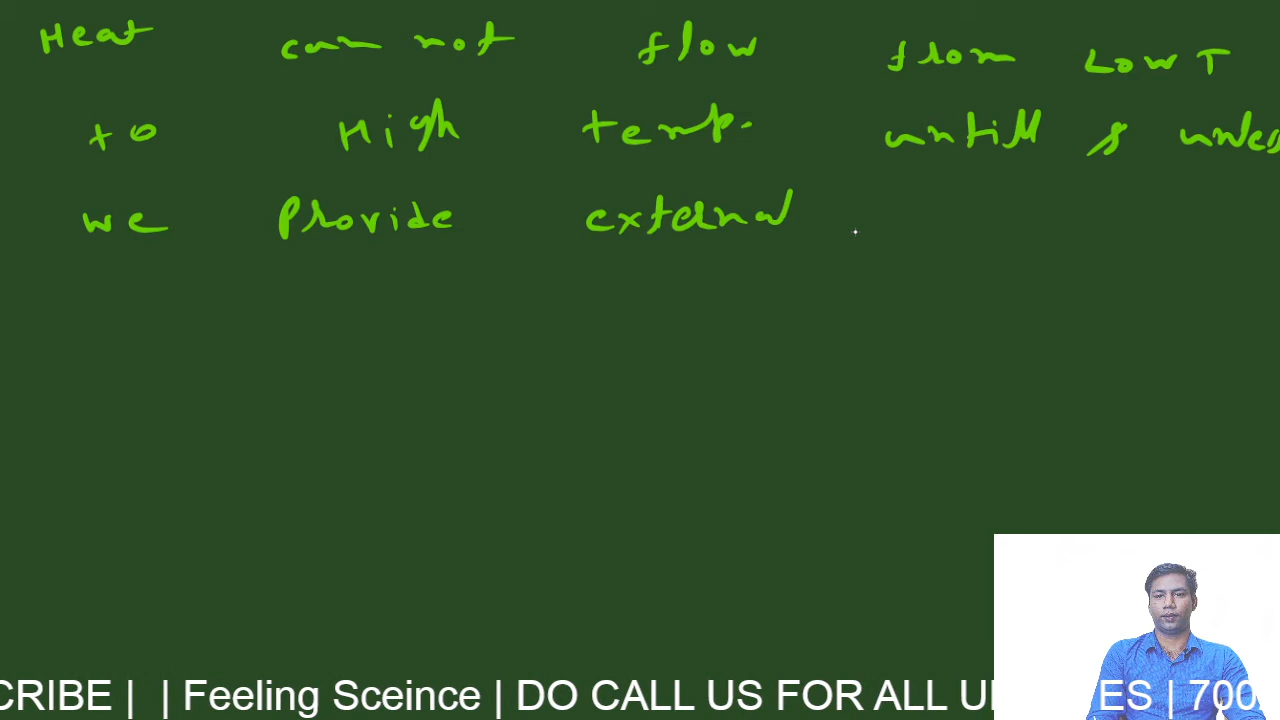 Heat can not flow from Low T
to High temp. untill & unles
we Provide external
CRIBE | | Feeling Sceince | DO CALL US FOR ALL U ES | 700